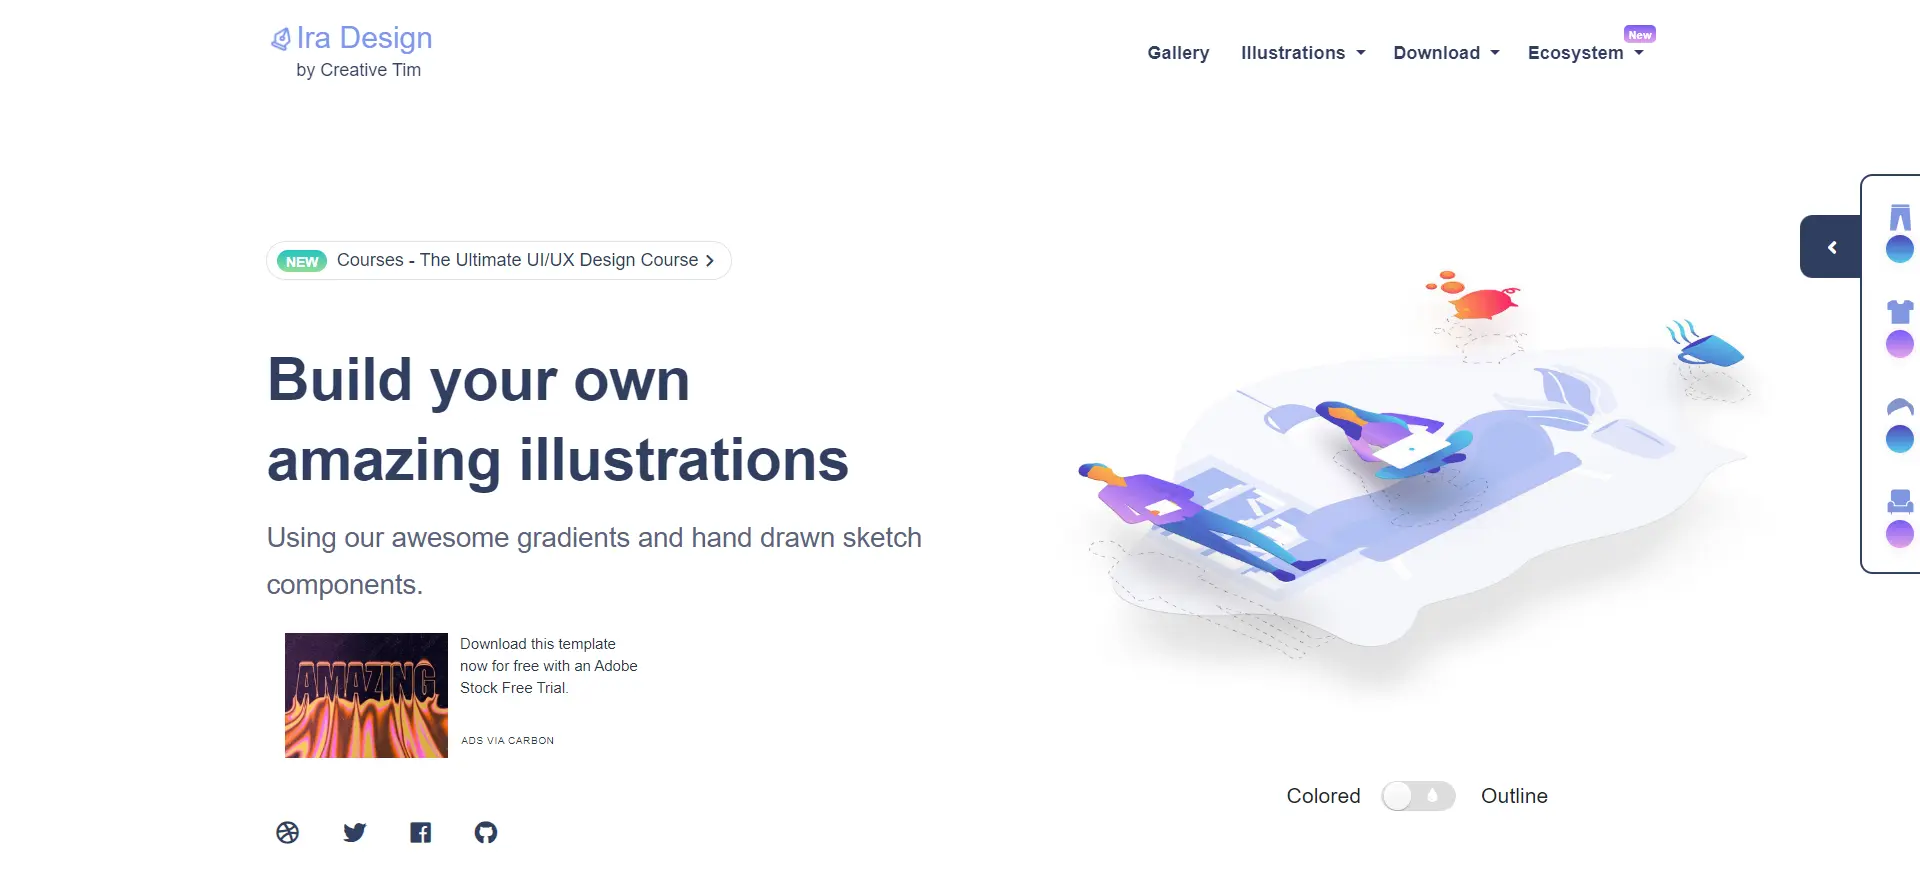 Ira Design
by Creative Tim
Gallery
Illustrations
Download
Ecosystem
New
NEW Courses - The Ultimate UI/UX Design Course
Build your own
amazing illustrations
Using our awesome gradients and hand drawn sketch
components.
AMAZING
Download this template
now for free with an Adobe
Stock Free Trial.
ADS VIA CARBON
Colored
Outline